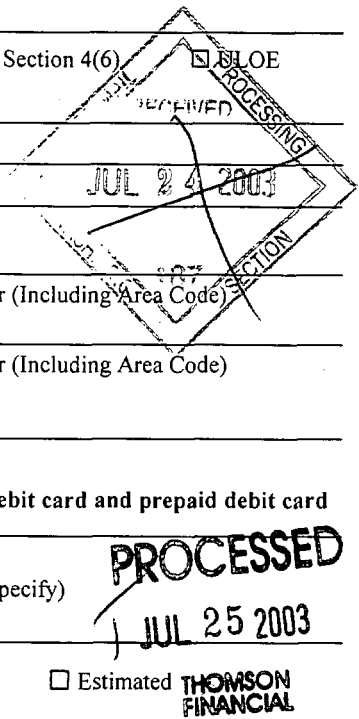 Section 4(6) ULOE
PROCESSING
RECEIVED
JUL 24 2003
187
SECTION
r (Including Area Code)
r (Including Area Code)
ebit card and prepaid debit card
PROCESSED
pecify)
JUL 25 2003
Estimated THOMSON
FINANCIAL